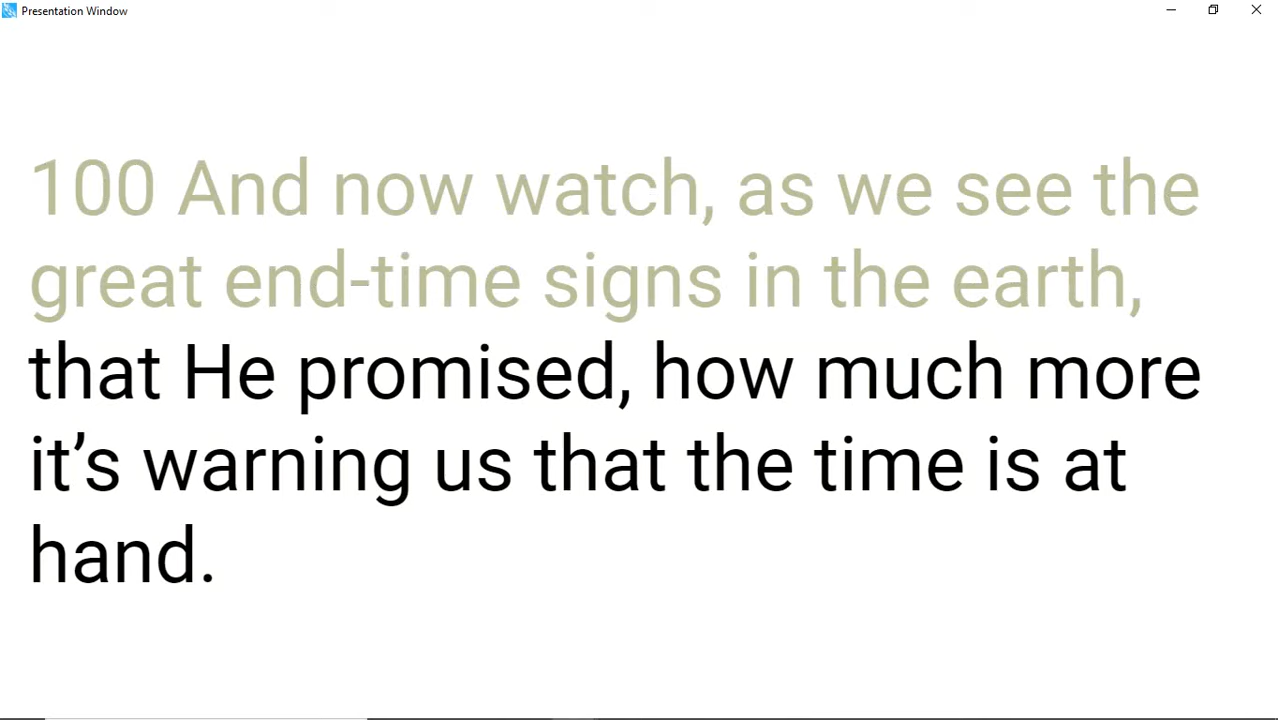 Presentation Window
100 And now watch, as we see the
great end-time signs in the earth,
that He promised, how much more
it’s warning us that the time is at
hand.